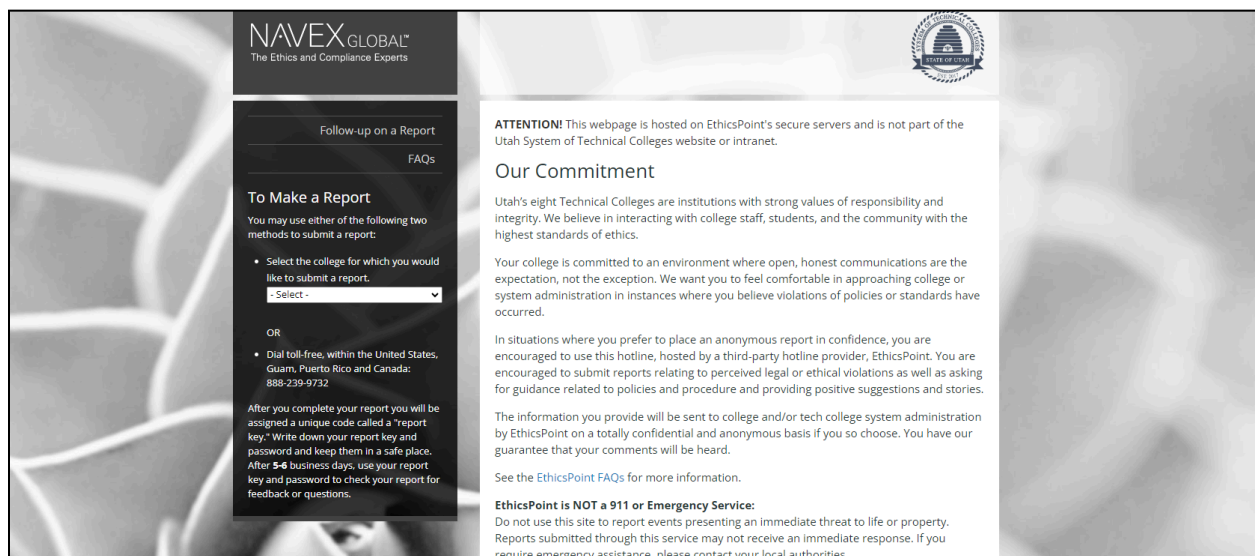 NAVEX GLOBAL™
The Ethics and Compliance Experts
SYSTEM OF TECHNICAL COLLEGES
STATE OF UTAH
EST. 2017
Follow-up on a Report
FAQs
To Make a Report
You may use either of the following two
methods to submit a report:
• Select the college for which you would
like to submit a report.
- Select -
OR
• Dial toll-free, within the United States,
Guam, Puerto Rico and Canada:
888-239-9732
After you complete your report you will be
assigned a unique code called a "report
key." Write down your report key and
password and keep them in a safe place.
After 5-6 business days, use your report
key and password to check your report for
feedback or questions.
ATTENTION! This webpage is hosted on EthicsPoint's secure servers and is not part of the
Utah System of Technical Colleges website or intranet.
Our Commitment
Utah's eight Technical Colleges are institutions with strong values of responsibility and
integrity. We believe in interacting with college staff, students, and the community with the
highest standards of ethics.
Your college is committed to an environment where open, honest communications are the
expectation, not the exception. We want you to feel comfortable in approaching college or
system administration in instances where you believe violations of policies or standards have
occurred.
In situations where you prefer to place an anonymous report in confidence, you are
encouraged to use this hotline, hosted by a third-party hotline provider, EthicsPoint. You are
encouraged to submit reports relating to perceived legal or ethical violations as well as asking
for guidance related to policies and procedure and providing positive suggestions and stories.
The information you provide will be sent to college and/or tech college system administration
by EthicsPoint on a totally confidential and anonymous basis if you so choose. You have our
guarantee that your comments will be heard.
See the EthicsPoint FAQs for more information.
EthicsPoint is NOT a 911 or Emergency Service:
Do not use this site to report events presenting an immediate threat to life or property.
Reports submitted through this service may not receive an immediate response. If you
require emergency assistance, please contact your local authorities.